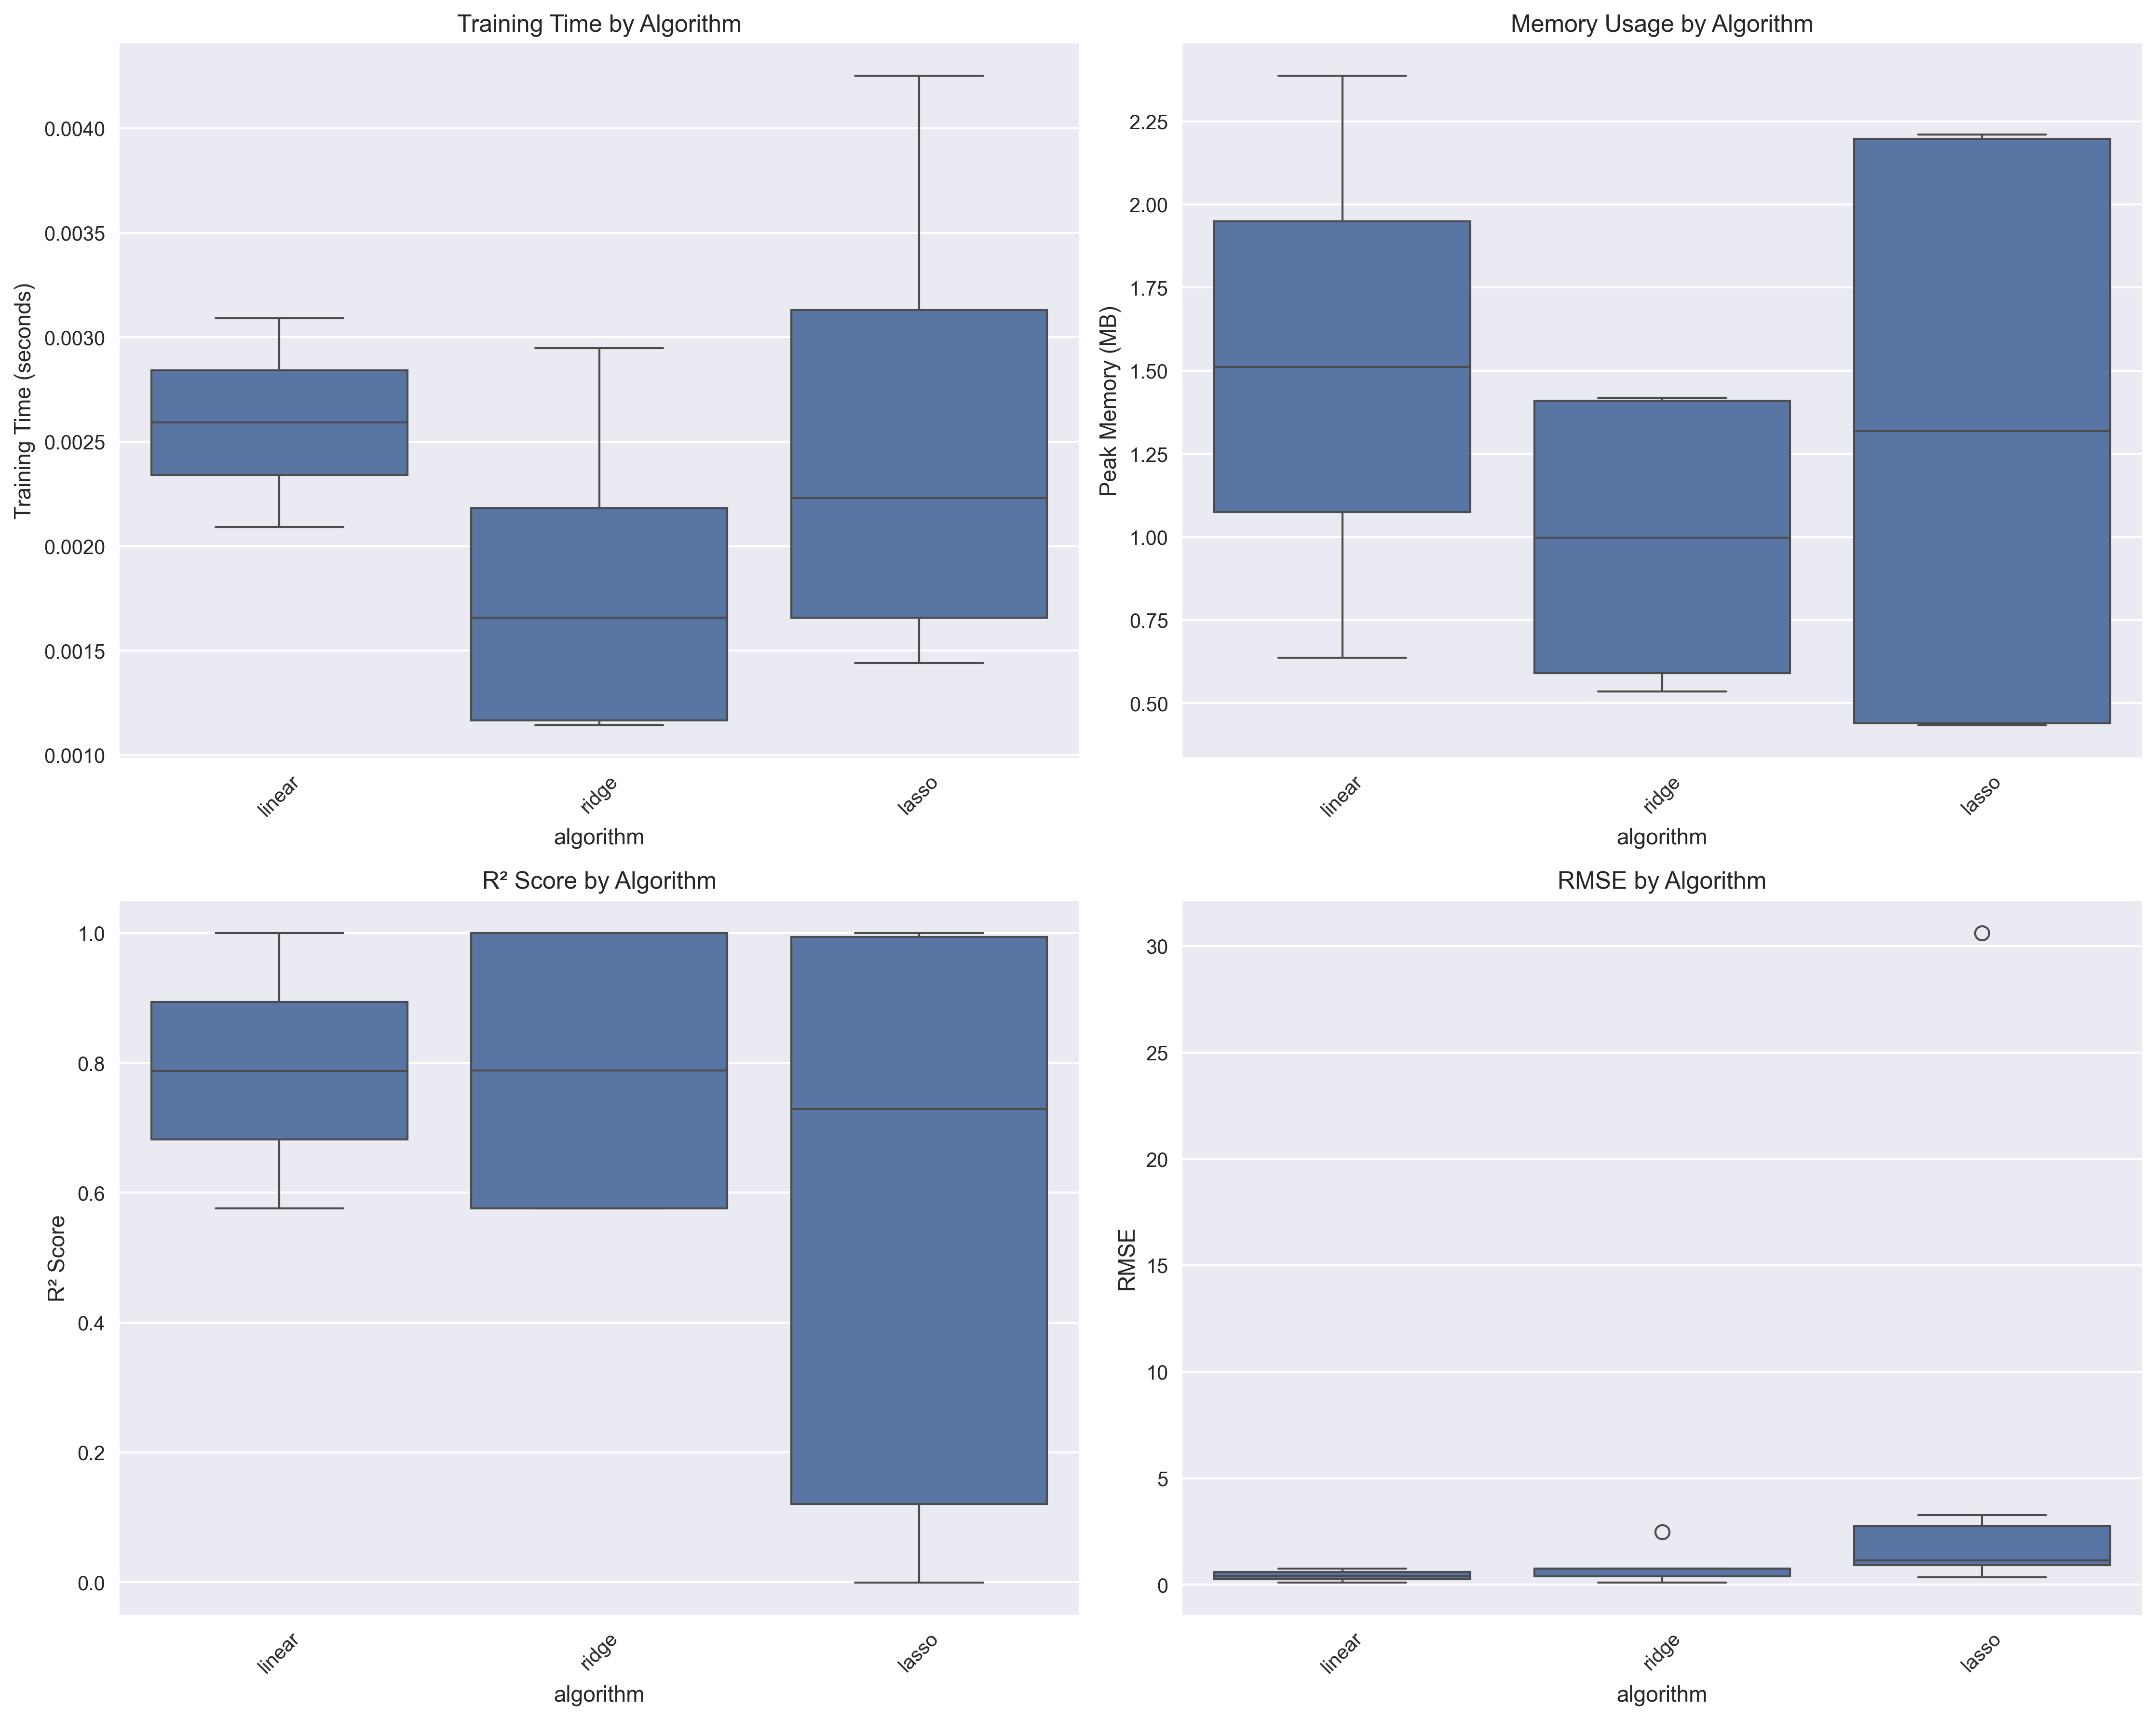 Training Time by Algorithm
Training Time (seconds)
0.0040
0.0035
0.0030
0.0025
0.0020
0.0015
0.0010
linear
ridge
lasso
algorithm
Memory Usage by Algorithm
Peak Memory (MB)
2.25
2.00
1.75
1.50
1.25
1.00
0.75
0.50
linear
ridge
lasso
algorithm
R² Score by Algorithm
R² Score
1.0
0.8
0.6
0.4
0.2
0.0
linear
ridge
lasso
algorithm
RMSE by Algorithm
RMSE
30
25
20
15
10
5
0
linear
ridge
lasso
algorithm